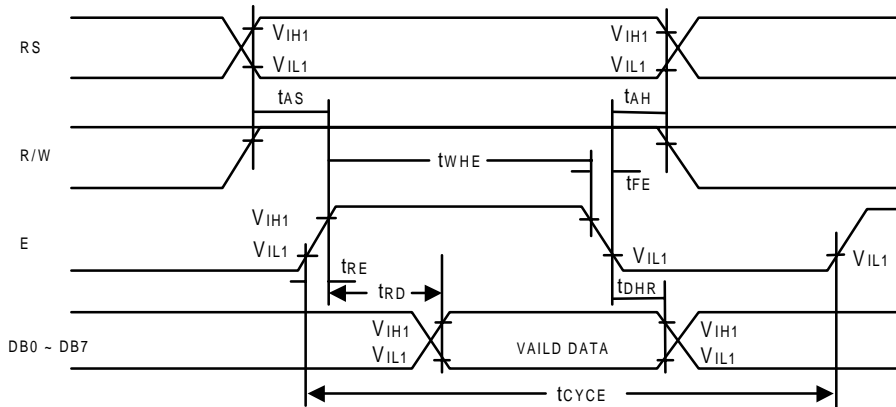 RS
VIH1
VIL1
VIH1
VIL1
tAS
tAH
R/W
tWHE
tFE
E
VIH1
VIL1
VIL1
VIL1
tRE
tRD
tDHR
DB0 ~ DB7
VIH1
VIL1
VAILD DATA
VIH1
VIL1
tCYCE